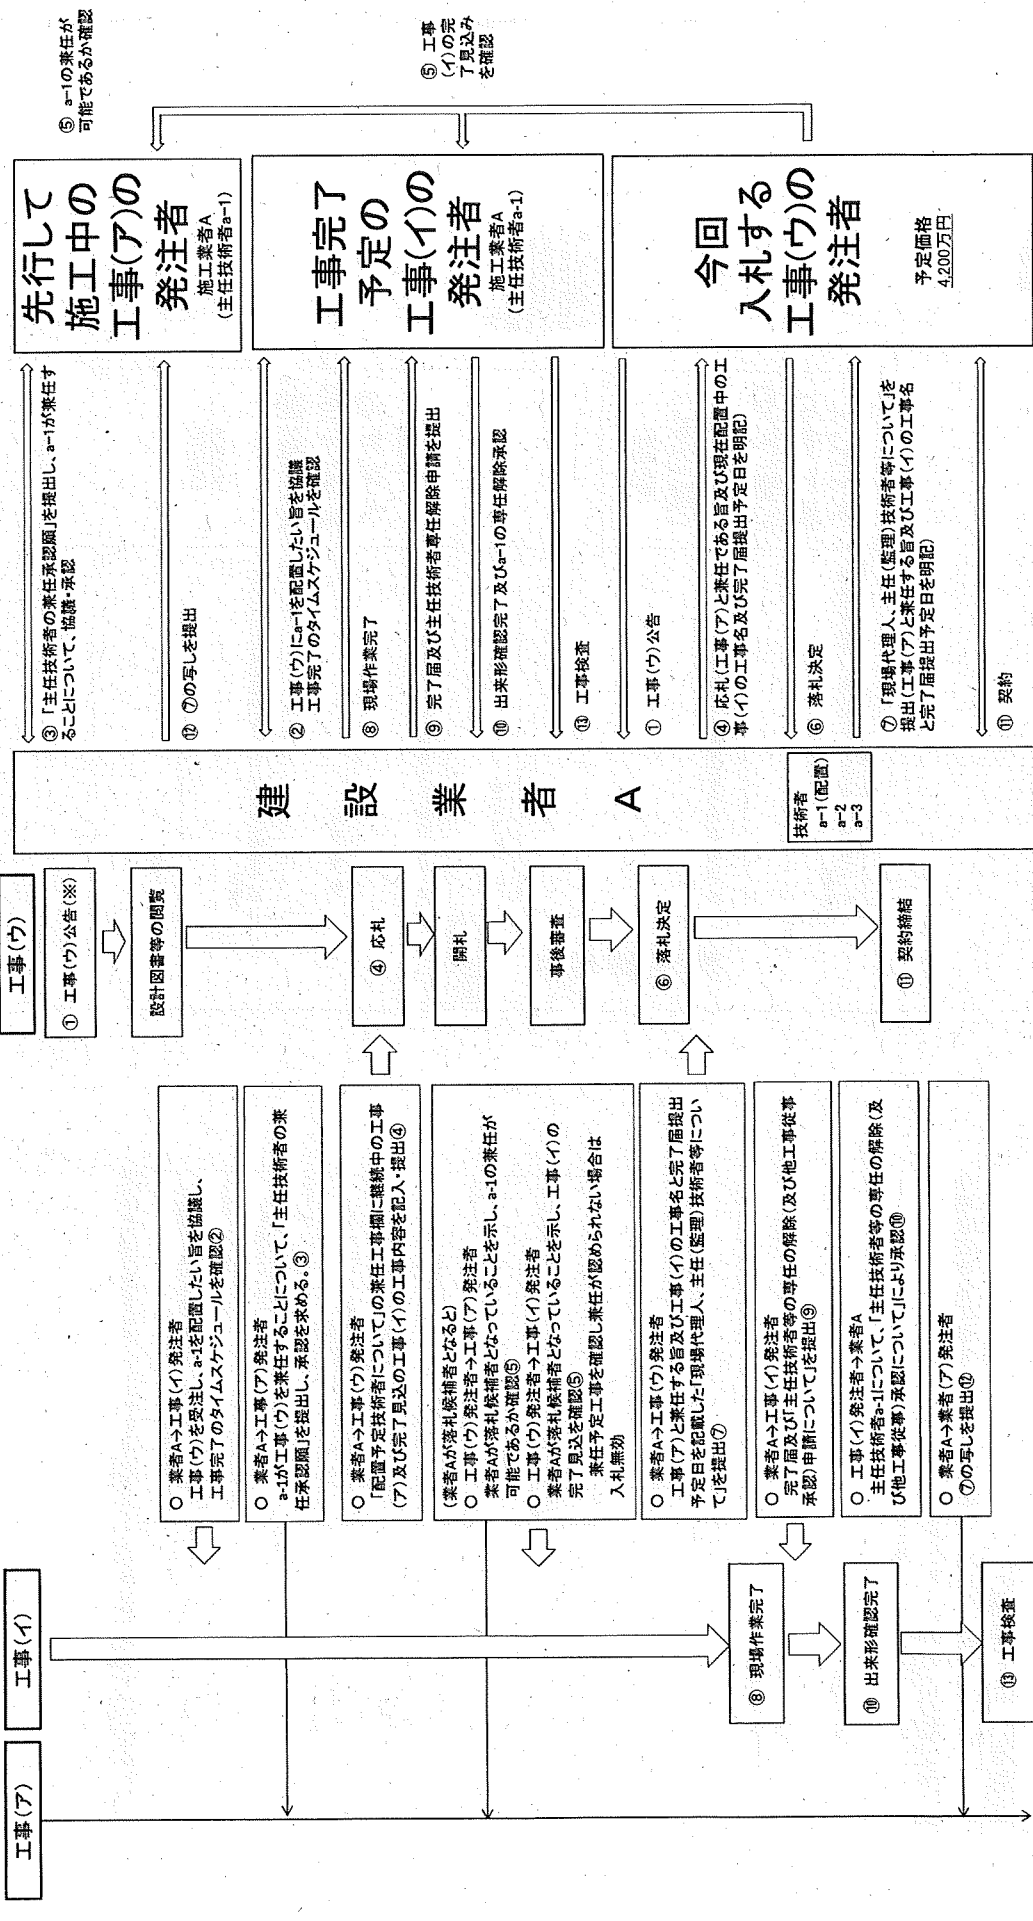 工事(ア)
工事(イ)
工事(ウ)
① 工事(ウ)公告(※)
設計図書等の閲覧
④ 応札
開札
事後審査
⑥ 落札決定
⑪ 契約締結
⑧ 現場作業完了
⑩ 出来形確認完了
⑬ 工事検査
○ 業者A→工事(イ)発注者
工事(ウ)を受注し、a-1を配置したい旨を協議し、
工事完了のタイムスケジュールを確認②
○ 業者A→工事(ア)発注者
a-1が工事(ウ)を兼任することについて、「主任技術者の兼
任承認願」を提出し、承認を求める。③
○ 業者A→工事(ウ)発注者
「配置予定技術者について」の兼任工事欄に継続中の工事
(ア)及び完了見込の工事(イ)の工事内容を記入・提出④
(業者Aが落札候補者となると)
○ 工事(ウ)発注者→工事(ア)発注者
業者Aが落札候補者となっていることを示し、a-1の兼任が
可能であるか確認⑤
○ 工事(ウ)発注者→工事(イ)発注者
業者Aが落札候補者となっていることを示し、工事(イ)の
完了見込を確認⑤
兼任予定工事を確認し兼任が認められない場合は
入札無効
○ 業者A→工事(ウ)発注者
工事(ア)と兼任する旨及び工事(イ)の工事名と完了届提出
予定日を記載した「現場代理人、主任(監理)技術者等につい
て」を提出⑦
○ 業者A→工事(イ)発注者
完了届及び「主任技術者等の専任の解除(及び他工事従事
承認)申請について」を提出⑨
○ 工事(イ)発注者→業者A
主任技術者a-1について、「主任技術者等の専任の解除(及
び他工事従事)承認について」により承認⑩
○ 業者A→業者(ア)発注者
⑦の写しを提出⑫
建設業者A
技術者
a-1(配置)
a-2
a-3
③ 「主任技術者の兼任承認願」を提出し、a-1が兼任す
ることについて、協議・承認
⑫ ⑦の写しを提出
② 工事(ウ)にa-1を配置したい旨を協議
工事完了のタイムスケジュールを確認
⑧ 現場作業完了
⑨ 完了届及び主任技術者専任解除申請を提出
⑩ 出来形確認完了及びa-1の専任解除承認
⑬ 工事検査
① 工事(ウ)公告
④ 応札(工事(ア)と兼任である旨及び現在配置中の工
事(イ)の工事名及び完了届提出予定日を明記)
⑥ 落札決定
⑦ 「現場代理人、主任(監理)技術者等について」を
提出(工事(ア)と兼任する旨及び工事(イ)の工事名
と完了届提出予定日を明記)
⑪ 契約
先行して
施工中の
工事(ア)の
発注者
施工業者A
(主任技術者a-1)
工事完了
予定の
工事(イ)の
発注者
施工業者A
(主任技術者a-1)
今回
入札する
工事(ウ)の
発注者
予定価格
4,200万円
⑤ a-1の兼任が
可能であるか確認
⑤ 工事
(イ)の完
了見込み
を確認